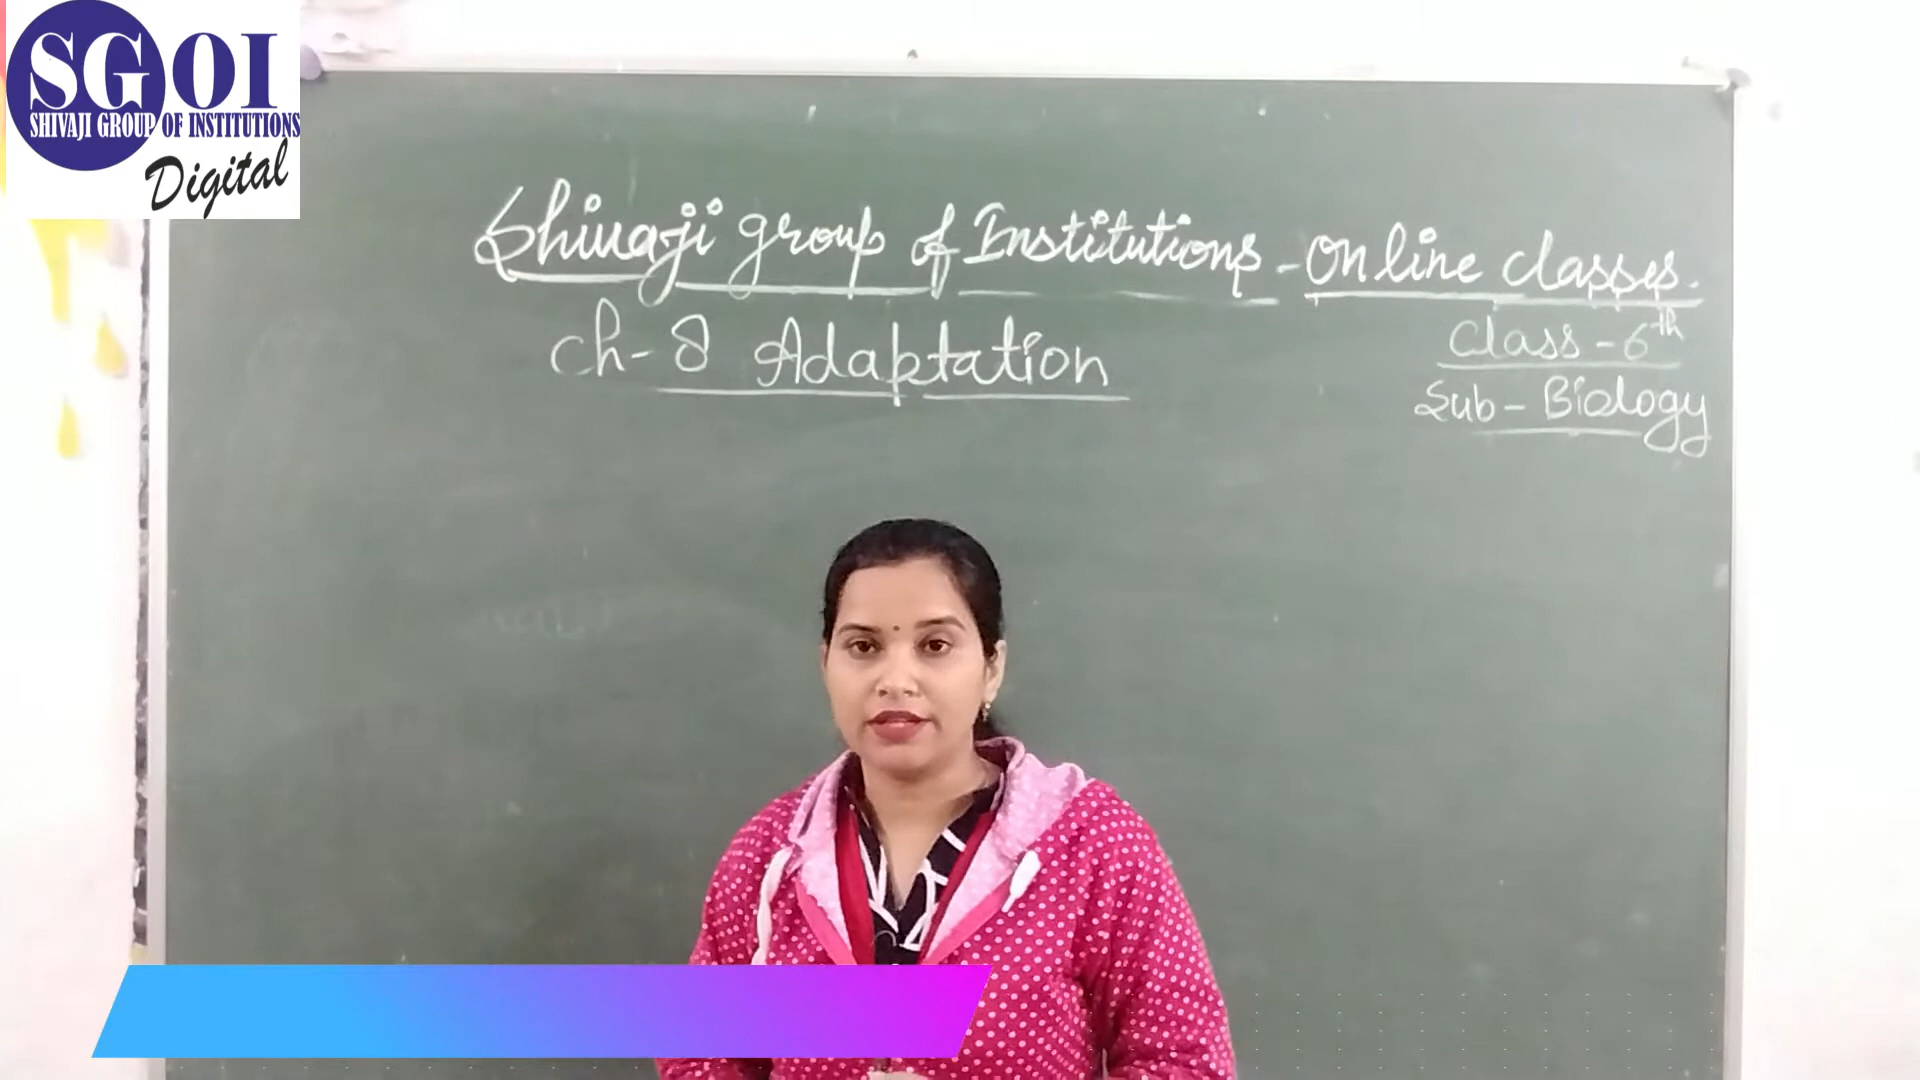 SGOI
SHIVAJI GROUP OF INSTITUTIONS
Digital
Shivaji group of Institutions - Online classes.
Ch- 8 Adaptation
Class - 6th
Sub - Biology